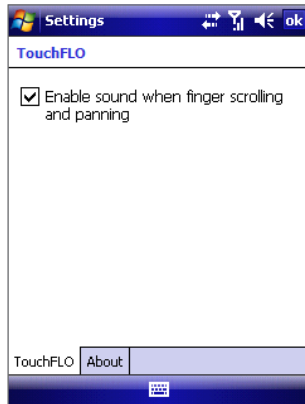 Settings
ok
TouchFLO
Enable sound when finger scrolling
and panning
TouchFLO About